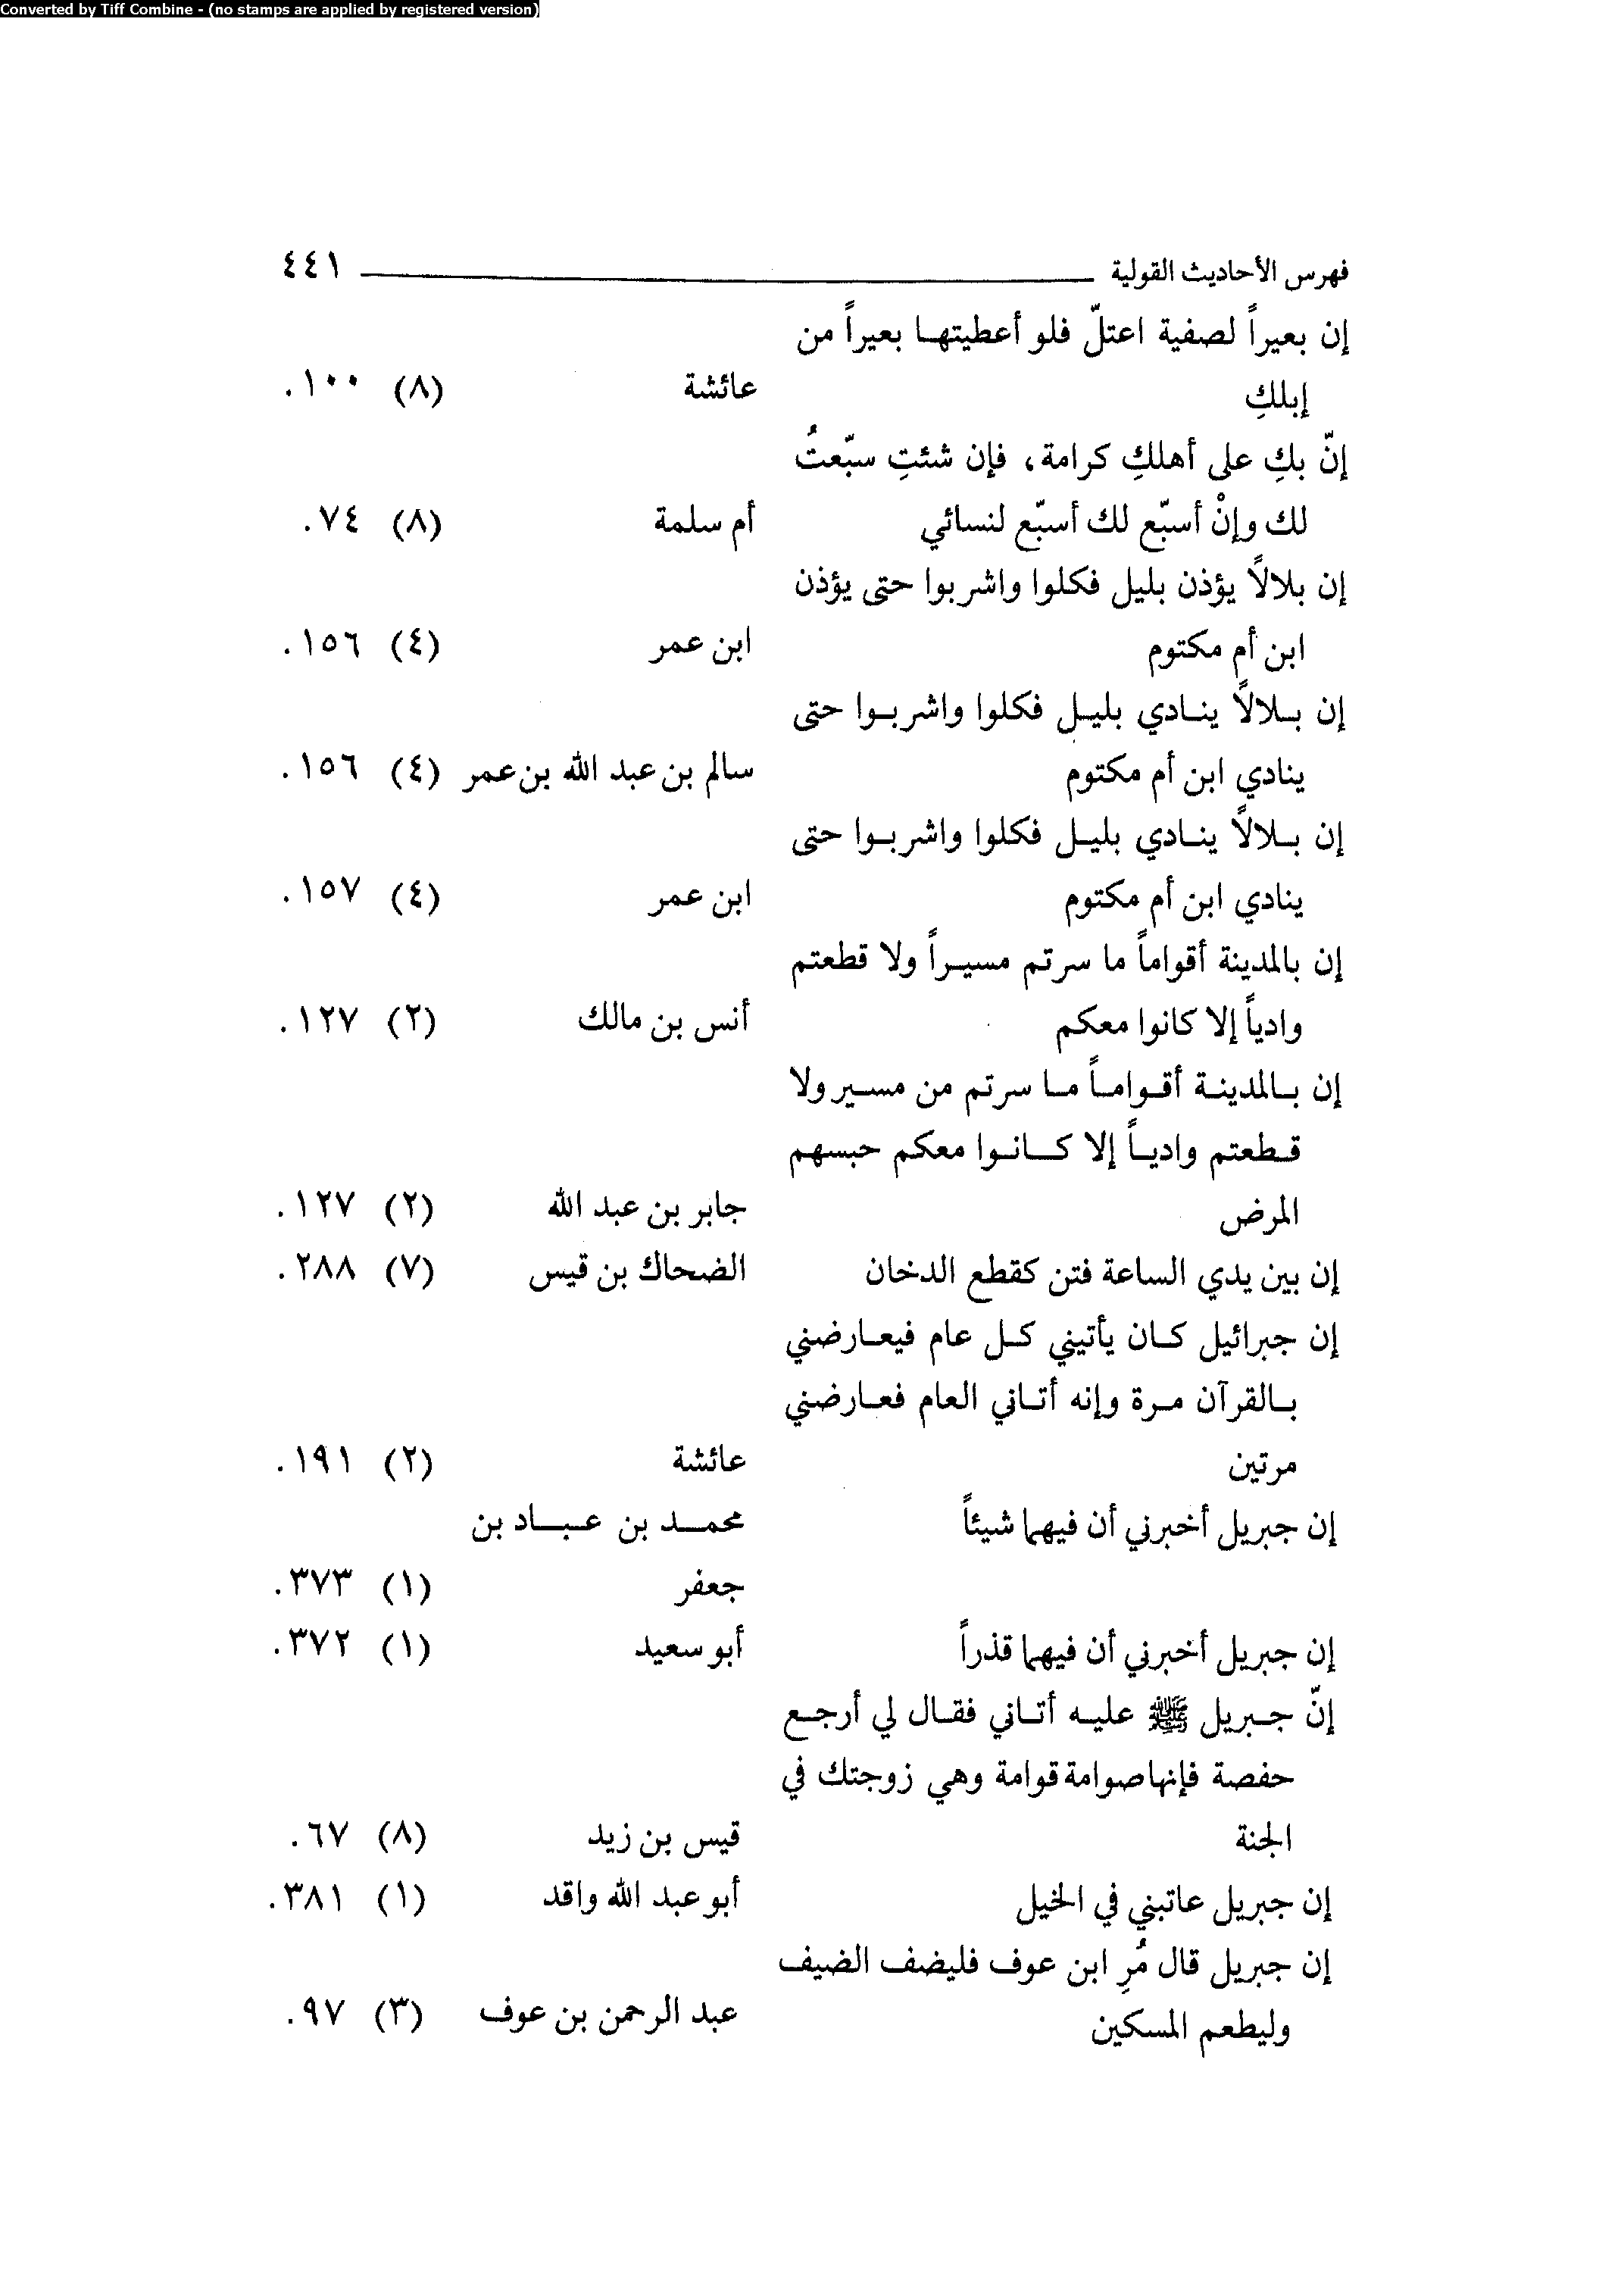 Converted by Tiff Combine - (no stamps are applied by registered version)
فهرس الأحاديث القولية ٤٤١
إن بعيراً لصفية اعتلّ فلو أعطيتها بعيراً من
إبلكِ عائشة (٨) ١٠٠.
إنّ بكِ على أهلكِ كرامة، فإن شئتِ سبّعتُ
لك وإنْ أسبّع لك أسبّع لنسائي أم سلمة (٨) ٧٤.
إن بلالاً يؤذن بليل فكلوا واشربوا حتى يؤذن
ابن أم مكتوم ابن عمر (٤) ١٥٦.
إن بلالاً ينادي بليل فكلوا واشربوا حتى
ينادي ابن أم مكتوم سالم بن عبد الله بن عمر (٤) ١٥٦.
إن بلالاً ينادي بليل فكلوا واشربوا حتى
ينادي ابن أم مكتوم ابن عمر (٤) ١٥٧.
إن بالمدينة أقواماً ما سرتم مسيراً ولا قطعتم
وادياً إلا كانوا معكم أنس بن مالك (٢) ١٢٧.
إن بالمدينة أقواماً ما سرتم من مسير ولا
قطعتم وادياً إلا كانوا معكم حبسهم
المرض جابر بن عبد الله (٢) ١٢٧.
إن بين يدي الساعة فتن كقطع الدخان الضحاك بن قيس (٧) ٢٨٨.
إن جبرائيل كان يأتيني كل عام فيعارضني
بالقرآن مرة وإنه أتاني العام فعارضني
مرتين عائشة (٢) ١٩١.
إن جبريل أخبرني أن فيهما شيئاً محمد بن عباد بن
جعفر (١) ٣٧٣.
إن جبريل أخبرني أن فيهما قذراً أبو سعيد (١) ٣٧٢.
إنّ جبريل ﷺ عليه أتاني فقال لي أرجع
حفصة فإنها صوامة قوامة وهي زوجتك في
الجنة قيس بن زيد (٨) ٦٧.
إن جبريل عاتبني في الخيل أبو عبد الله واقد (١) ٣٨١.
إن جبريل قال مُرِ ابن عوف فليضف الضيف
وليطعم المسكين عبد الرحمن بن عوف (٣) ٩٧.